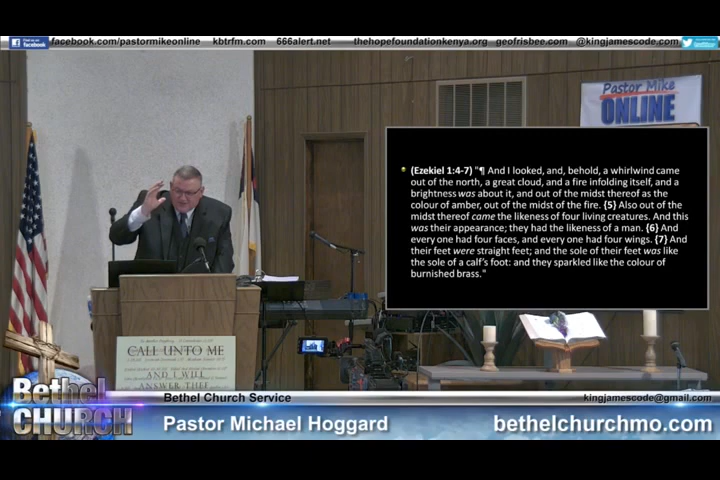 facebook.com/pastormikeonline kbtrfm.com 666alert.net thehopefoundationkenya.org geofrisbee.com @kingjamescode.com
Pastor Mike
ONLINE
(Ezekiel 1:4-7) "¶ And I looked, and, behold, a whirlwind came
out of the north, a great cloud, and a fire infolding itself, and a
brightness was about it, and out of the midst thereof as the
colour of amber, out of the midst of the fire. {5} Also out of the
midst thereof came the likeness of four living creatures. And this
was their appearance; they had the likeness of a man. {6} And
every one had four faces, and every one had four wings. {7} And
their feet were straight feet; and the sole of their feet was like
the sole of a calf's foot: and they sparkled like the colour of
burnished brass."
CALL UNTO ME
AND I WILL
ANSWER THEE
Bethel
CHURCH
Bethel Church Service
kingjamescode@gmail.com
Pastor Michael Hoggard
bethelchurchmo.com